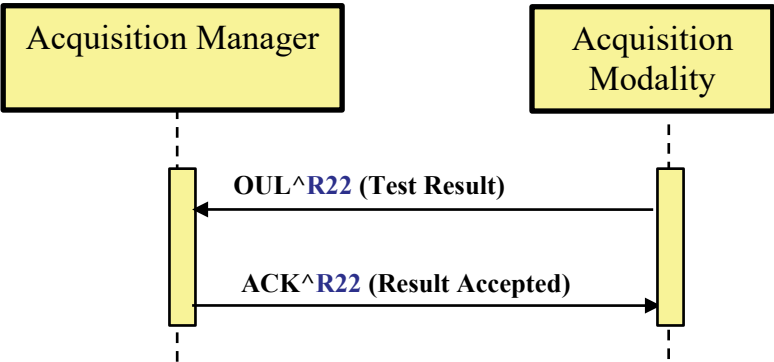 Acquisition Manager
Acquisition
Modality
OUL^R22 (Test Result)
ACK^R22 (Result Accepted)